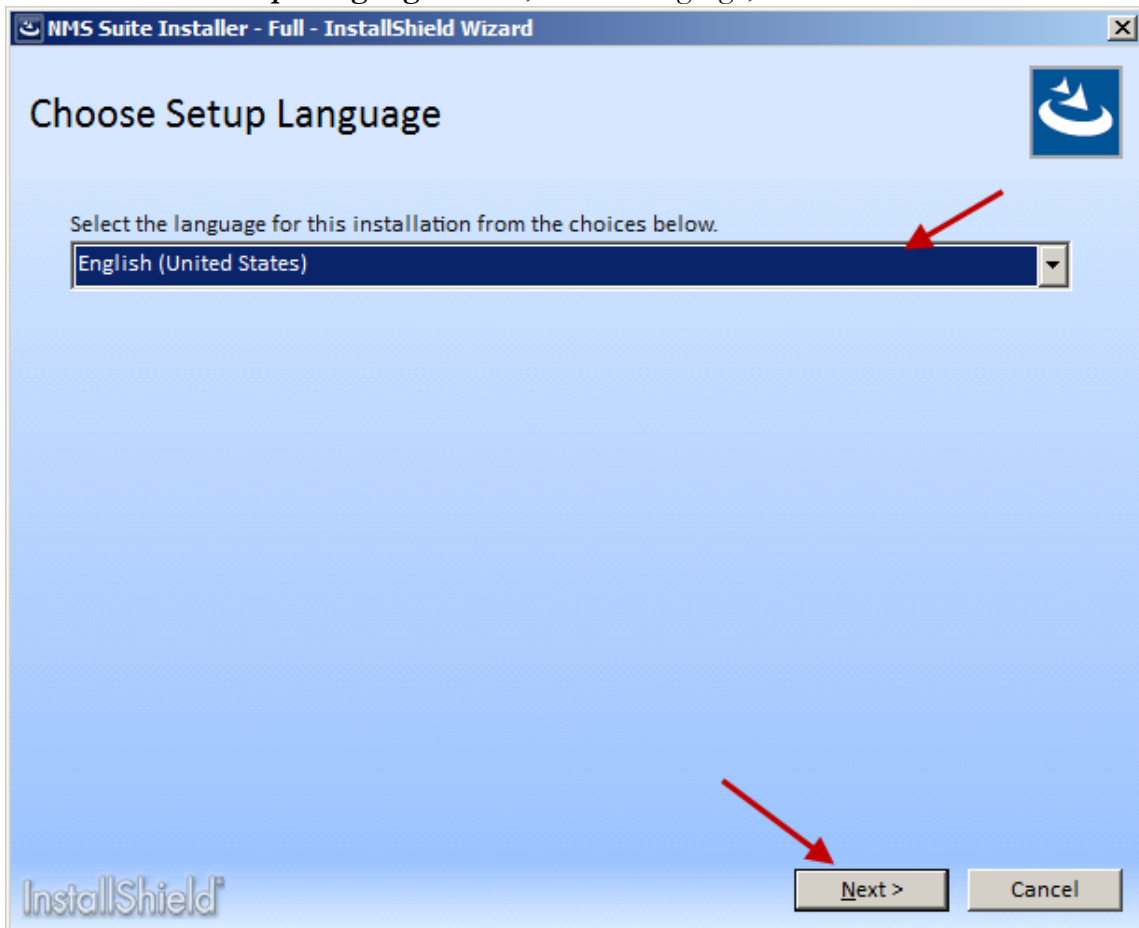 NMS Suite Installer - Full - InstallShield Wizard
Choose Setup Language
Select the language for this installation from the choices below.
English (United States)
InstallShield
Next >
Cancel